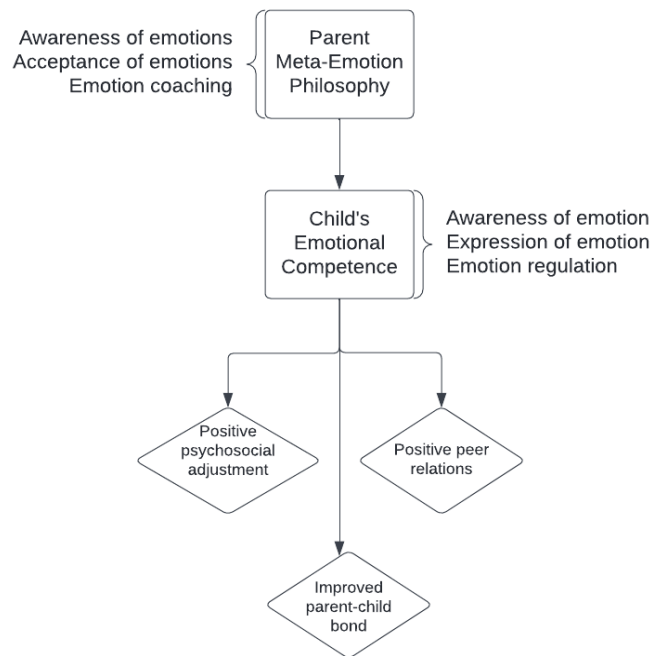 Awareness of emotions
Acceptance of emotions
Emotion coaching
Parent
Meta-Emotion
Philosophy
Child's
Emotional
Competence
Awareness of emotion
Expression of emotion
Emotion regulation
Positive
psychosocial
adjustment
Positive peer
relations
Improved
parent-child
bond